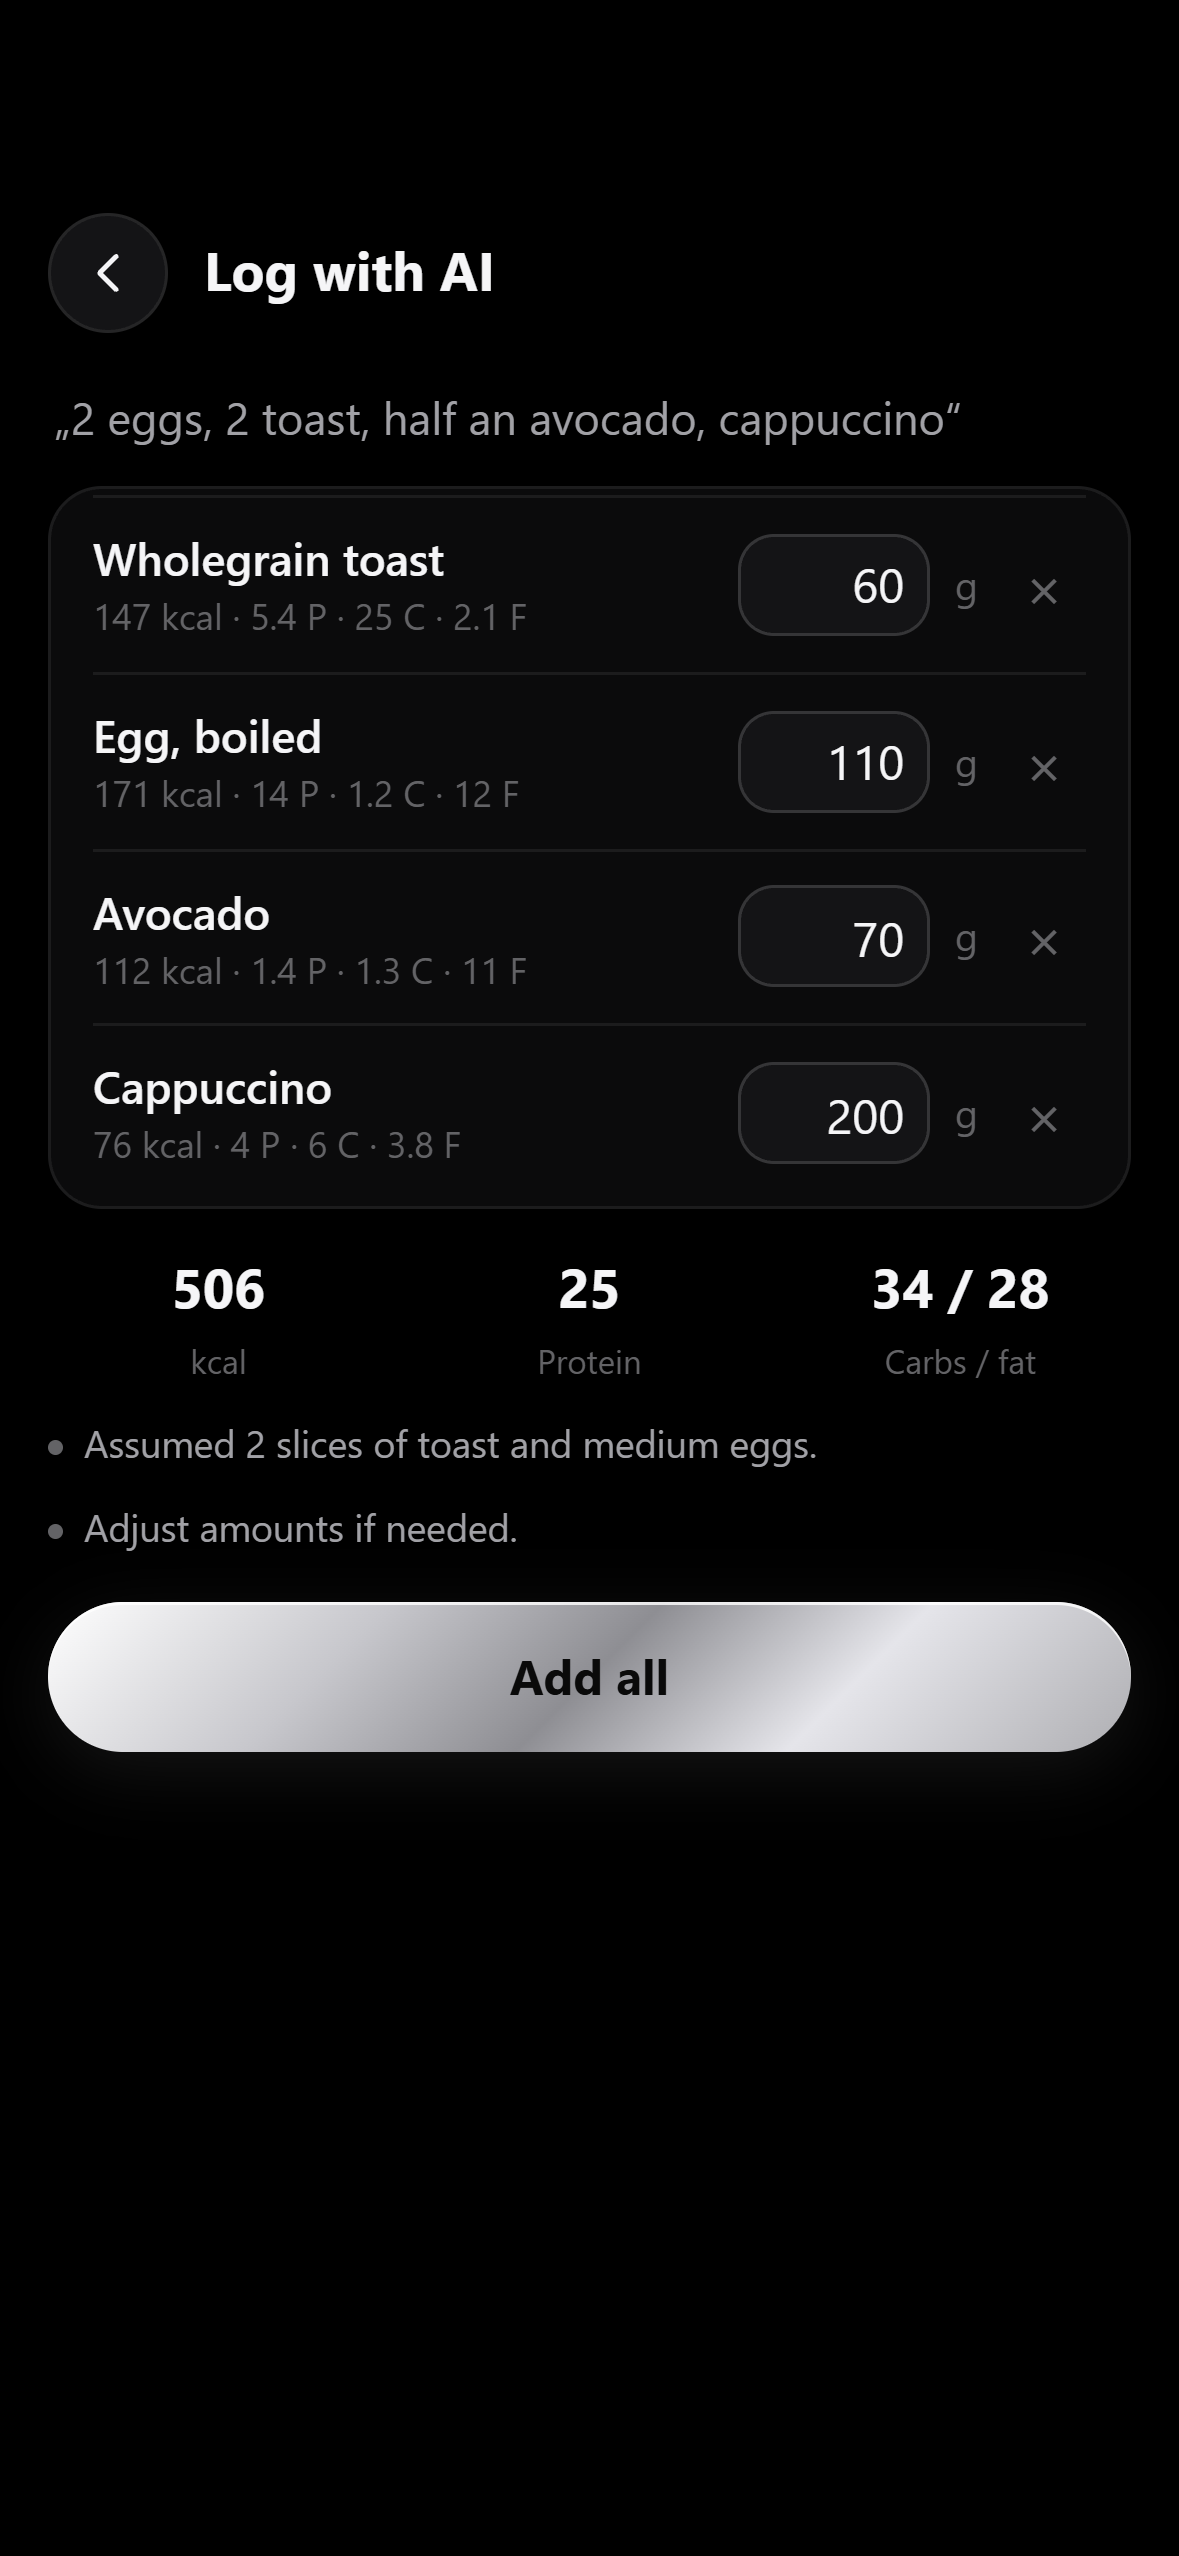 Log with AI
„2 eggs, 2 toast, half an avocado, cappuccino“
Wholegrain toast
147 kcal · 5.4 P · 25 C · 2.1 F
60 g ×
Egg, boiled
171 kcal · 14 P · 1.2 C · 12 F
110 g ×
Avocado
112 kcal · 1.4 P · 1.3 C · 11 F
70 g ×
Cappuccino
76 kcal · 4 P · 6 C · 3.8 F
200 g ×
506 25 34 / 28
kcal Protein Carbs / fat
Assumed 2 slices of toast and medium eggs.
Adjust amounts if needed.
Add all